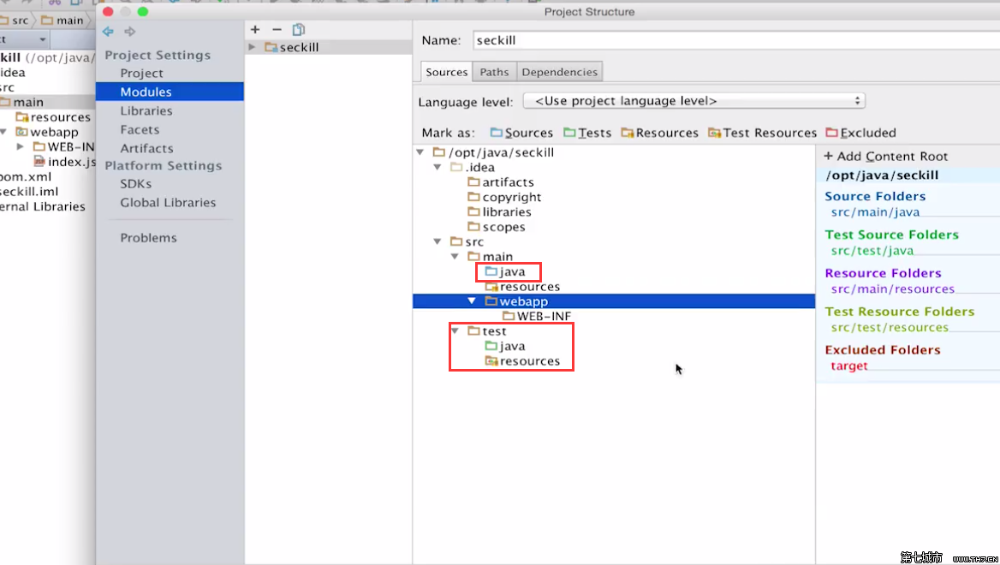 src main
Project Structure
ct
kill (/opt/java/
idea
src
main
resources
webapp
WEB-IN
index.js
pom.xml
seckill.iml
ernal Libraries
Project Settings
Project
Modules
Libraries
Facets
Artifacts
Platform Settings
SDKs
Global Libraries
Problems
seckill
Name: seckill
Sources Paths Dependencies
Language level: <Use project language level>
Mark as: Sources Tests Resources Test Resources Excluded
/opt/java/seckill
.idea
artifacts
copyright
libraries
scopes
src
main
java
resources
webapp
WEB-INF
test
java
resources
+ Add Content Root
/opt/java/seckill
Source Folders
src/main/java
Test Source Folders
src/test/java
Resource Folders
src/main/resources
Test Resource Folders
src/test/resources
Excluded Folders
target
第七城市 WWW.TH7.CN